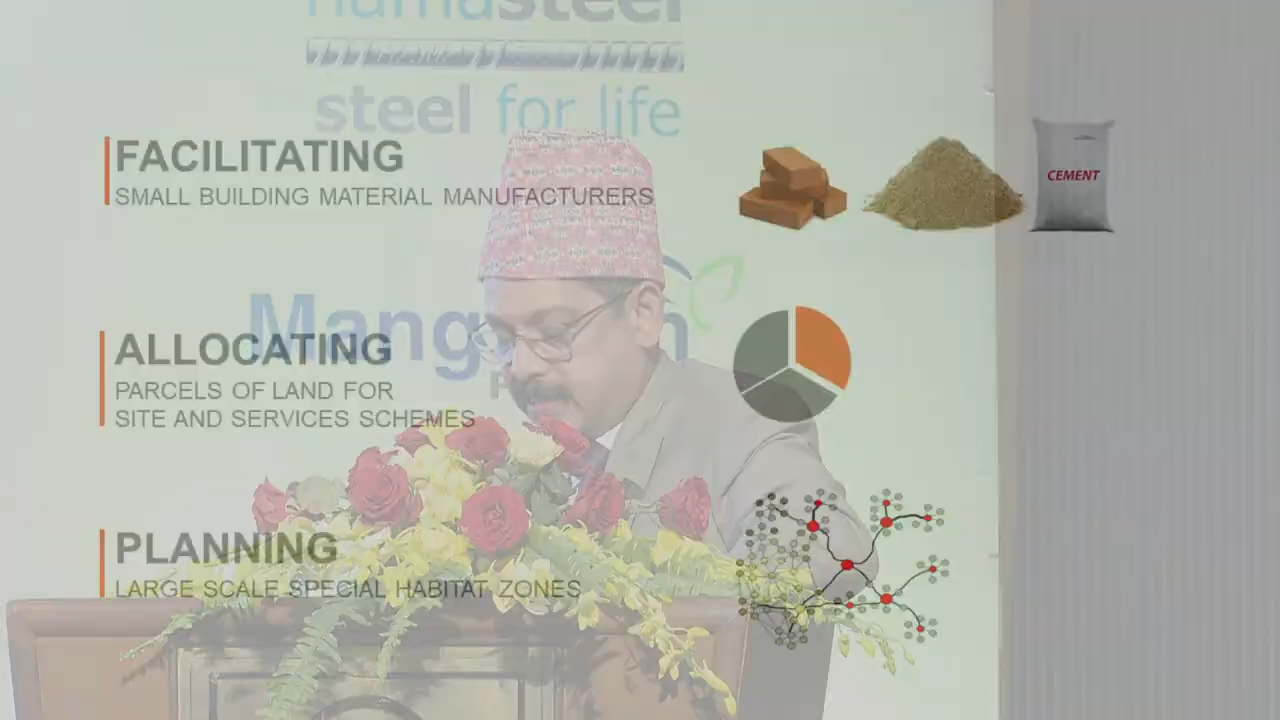 hamasteel
steel for life
FACILITATING
SMALL BUILDING MATERIAL MANUFACTURERS
CEMENT
ALLOCATING
PARCELS OF LAND FOR
SITE AND SERVICES SCHEMES
PLANNING
LARGE SCALE SPECIAL HABITAT ZONES